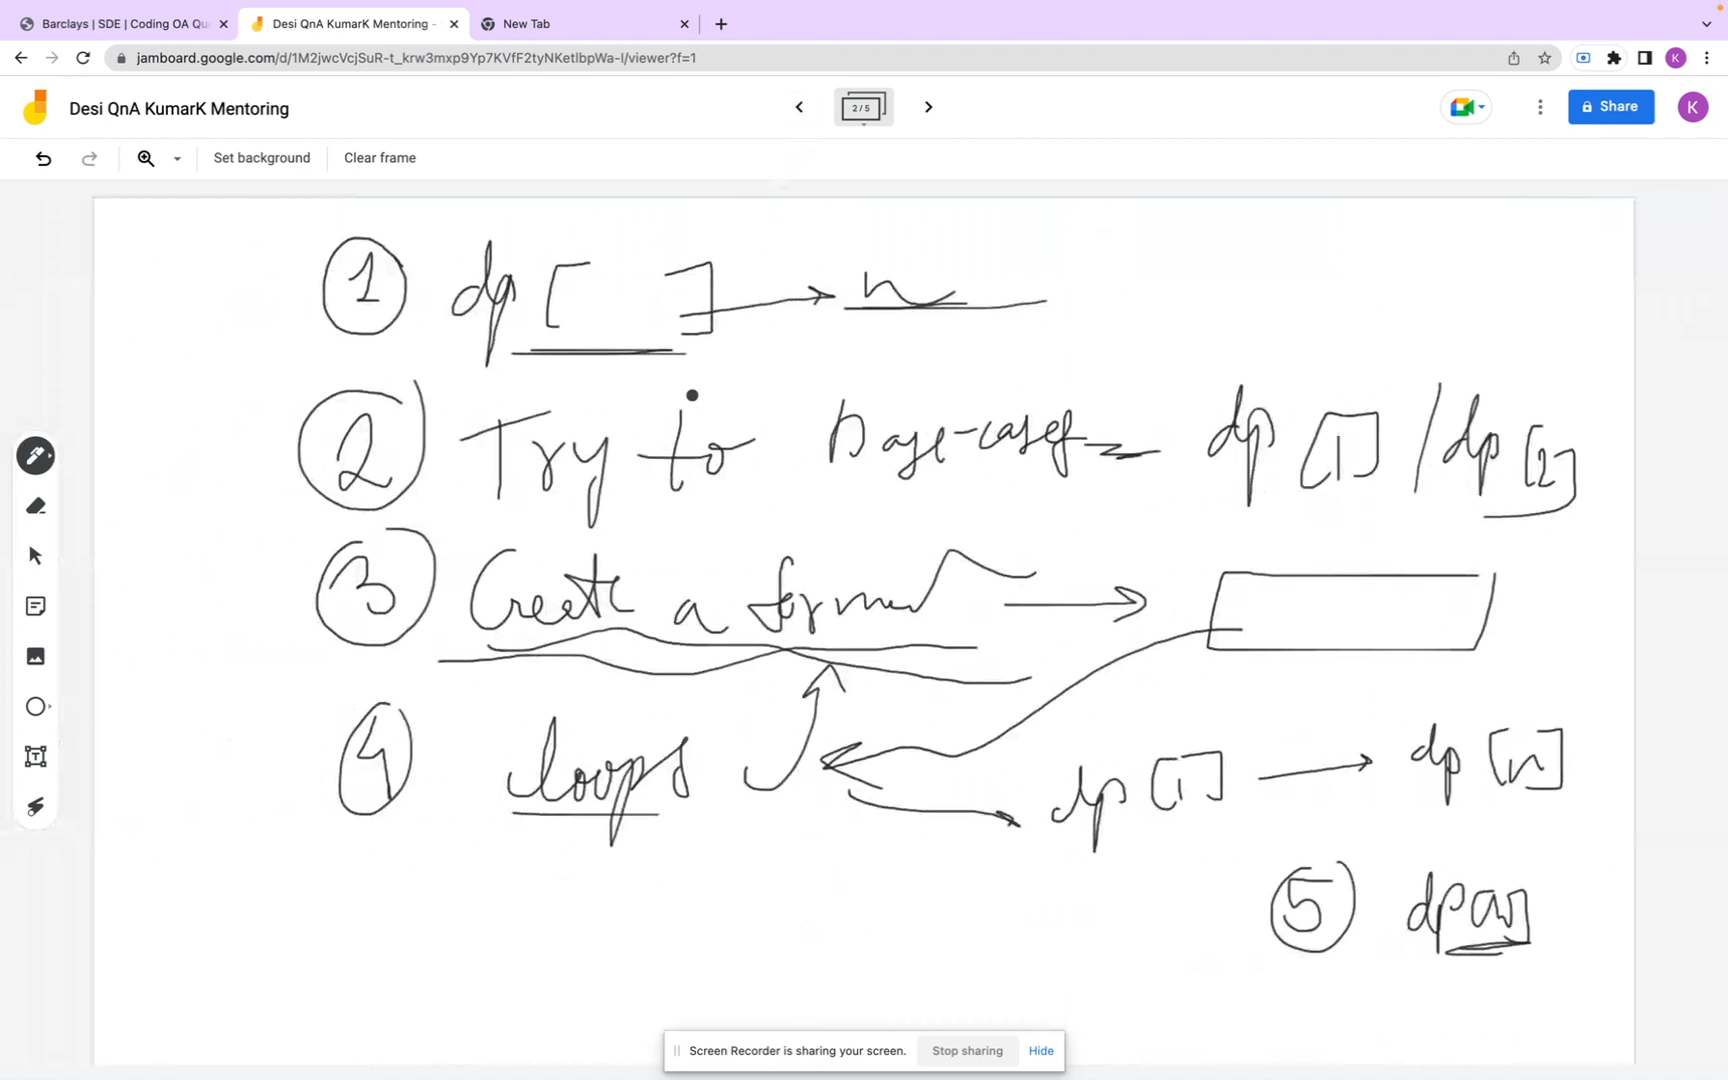 Barclays | SDE | Coding OA Qu
Desi QnA KumarK Mentoring -
New Tab
jamboard.google.com/d/1M2jwcVcjSuR-t_krw3mxp9Yp7KVfF2tyNKetlbpWa-I/viewer?f=1
K
Desi QnA KumarK Mentoring
2 / 5
Share
K
Set background
Clear frame
1 dp [ ] → n
2 Try to base-cases dp [1] / dp [2]
3 Create a →
4 loops dp [1] → dp [n]
5
Screen Recorder is sharing your screen.
Stop sharing
Hide